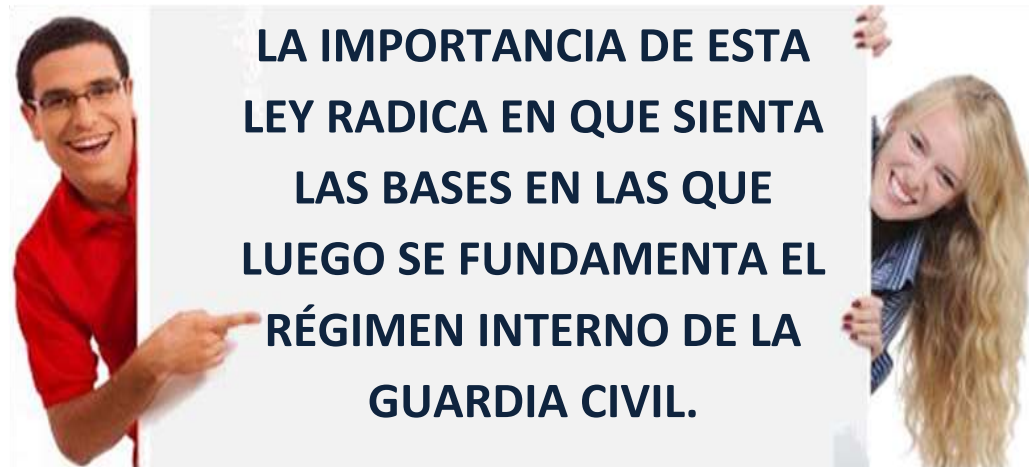 LA IMPORTANCIA DE ESTA
LEY RADICA EN QUE SIENTA
LAS BASES EN LAS QUE
LUEGO SE FUNDAMENTA EL
RÉGIMEN INTERNO DE LA
GUARDIA CIVIL.